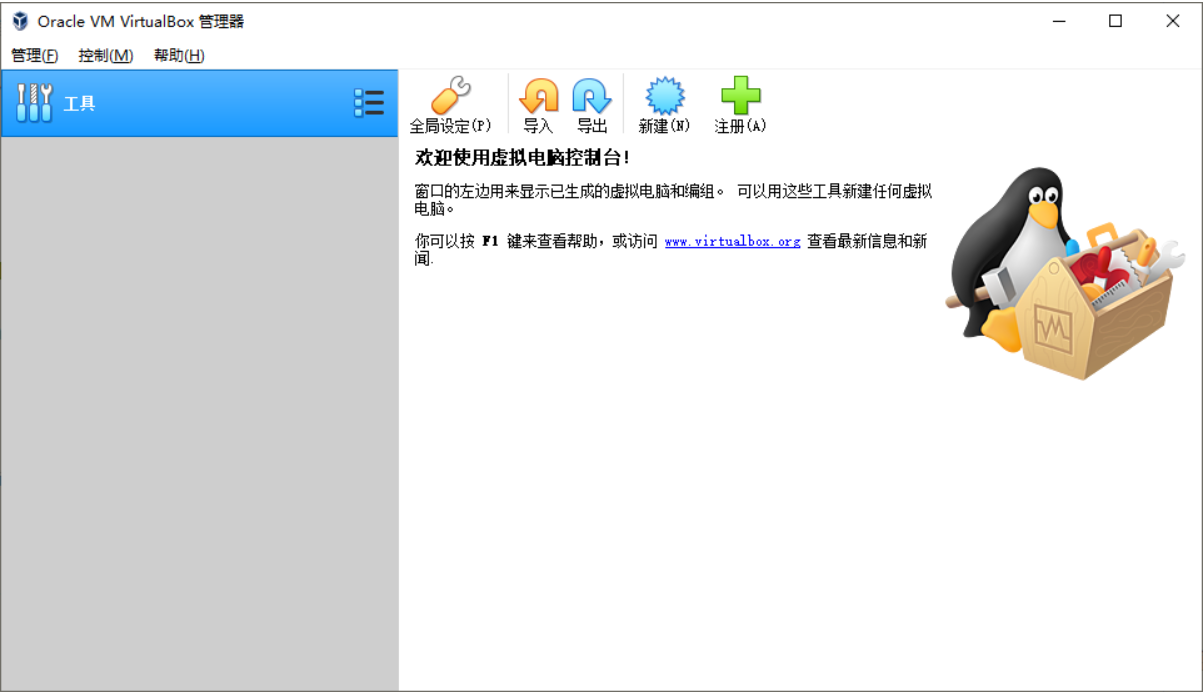 Oracle VM VirtualBox 管理器
管理(F) 控制(M) 帮助(H)
工具
全局设定(P) 导入 导出 新建(N) 注册(A)
欢迎使用虚拟电脑控制台!
窗口的左边用来显示已生成的虚拟电脑和编组。 可以用这些工具新建任何虚拟
电脑。
你可以按 F1 键来查看帮助，或访问 www.virtualbox.org 查看最新信息和新
闻.